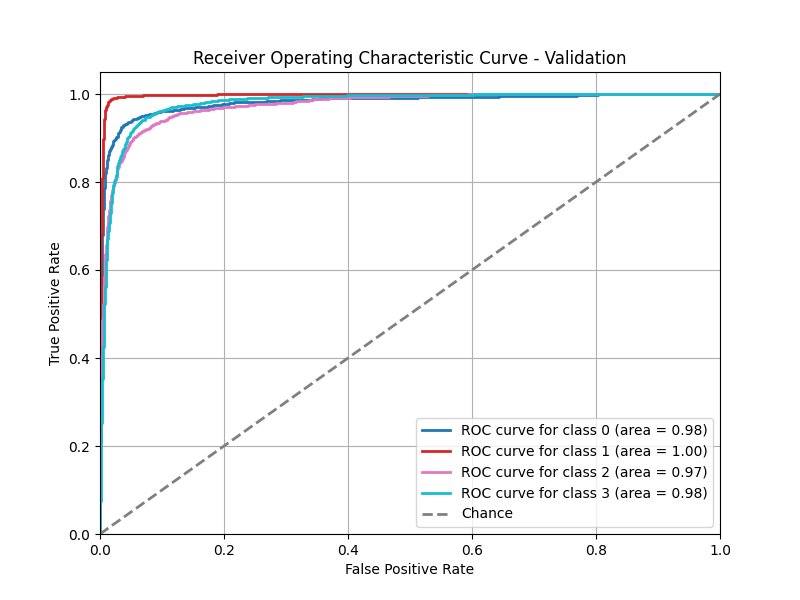 Receiver Operating Characteristic Curve - Validation
True Positive Rate
1.0
0.8
0.6
0.4
0.2
0.0
ROC curve for class 0 (area = 0.98)
ROC curve for class 1 (area = 1.00)
ROC curve for class 2 (area = 0.97)
ROC curve for class 3 (area = 0.98)
Chance
0.0 0.2 0.4 0.6 0.8 1.0
False Positive Rate